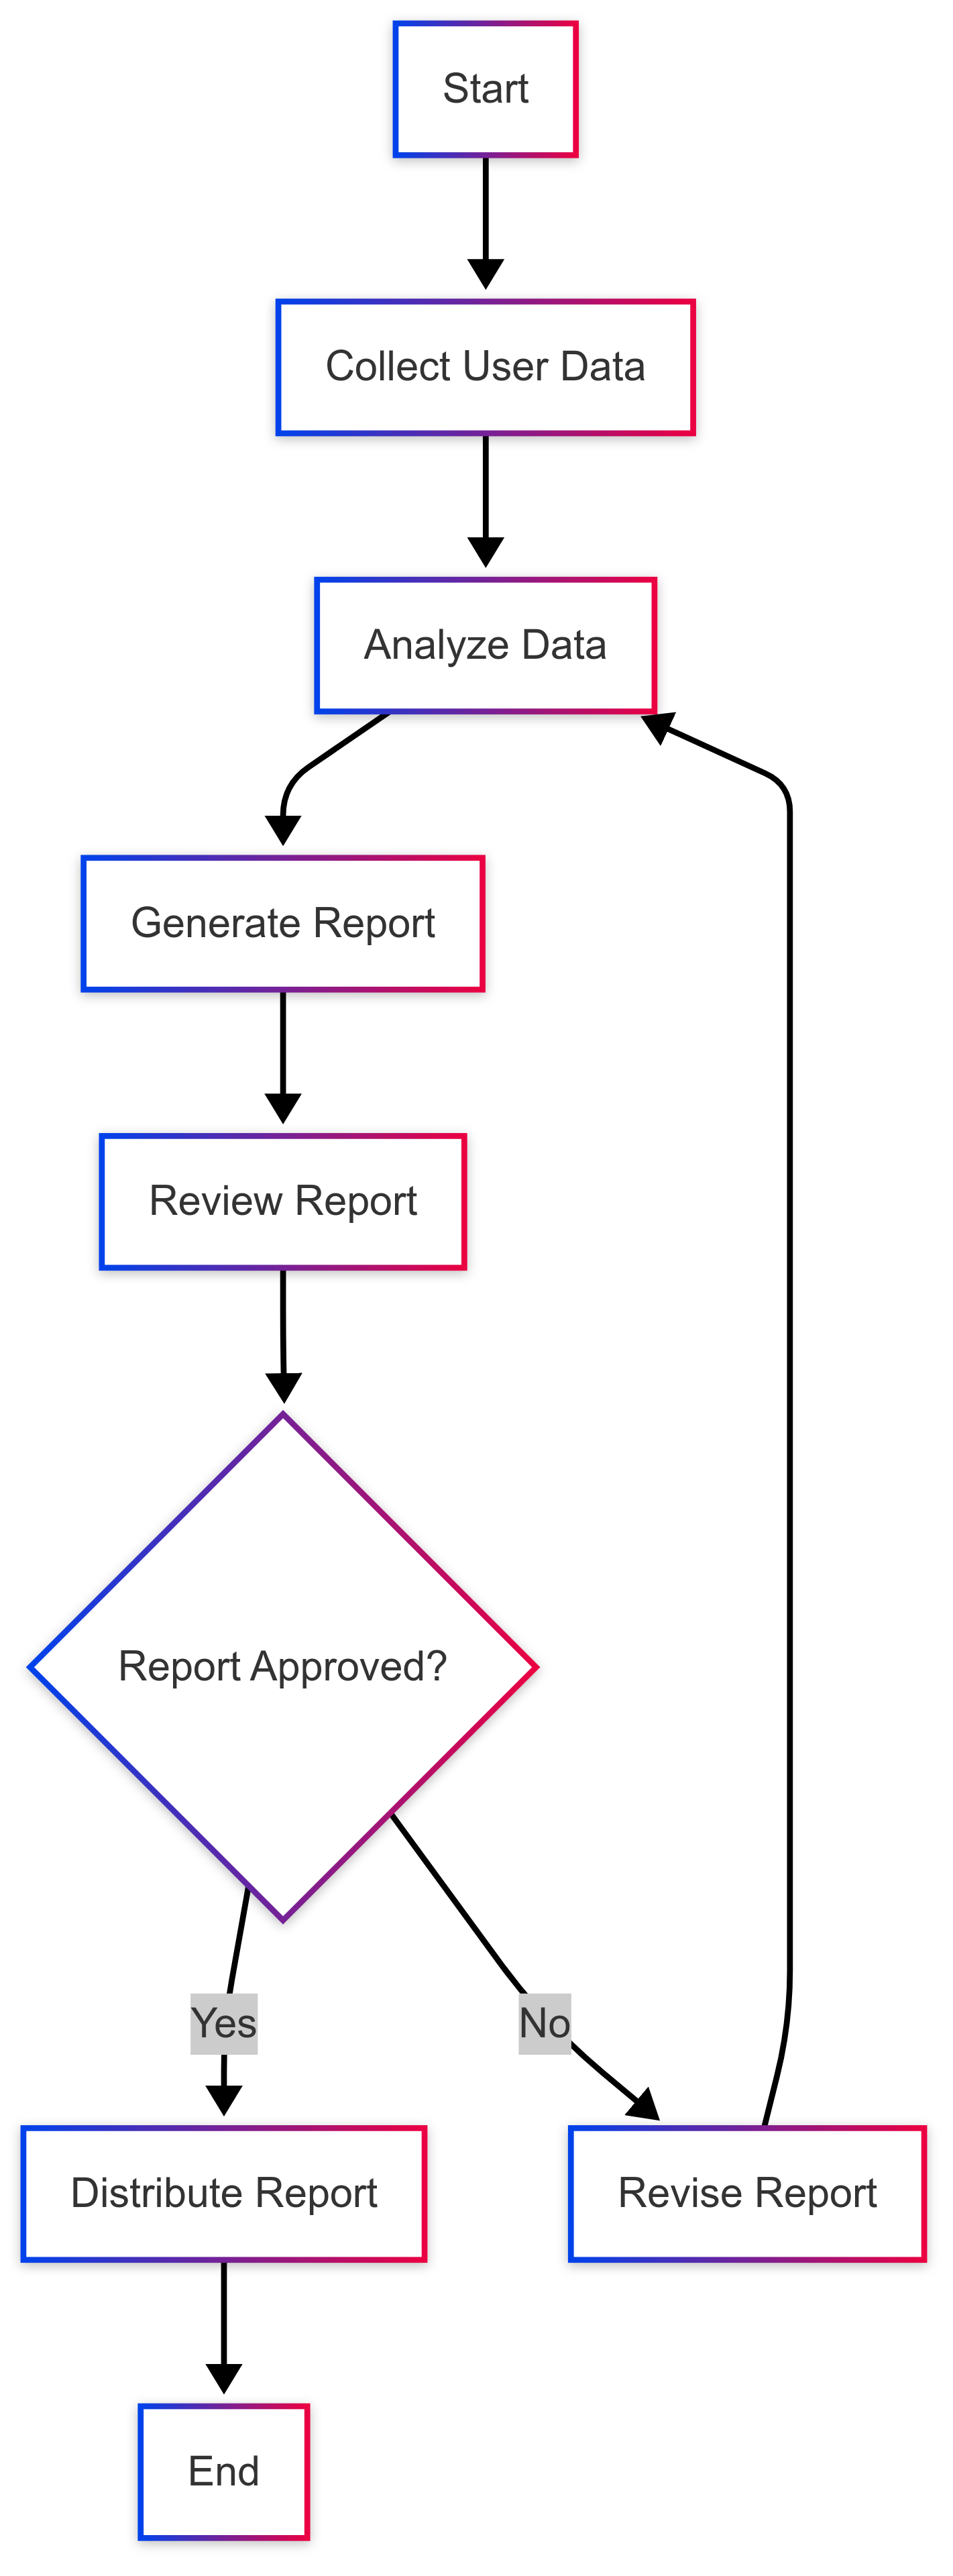 Start
Collect User Data
Analyze Data
Generate Report
Review Report
Report Approved?
Yes
No
Distribute Report
Revise Report
End